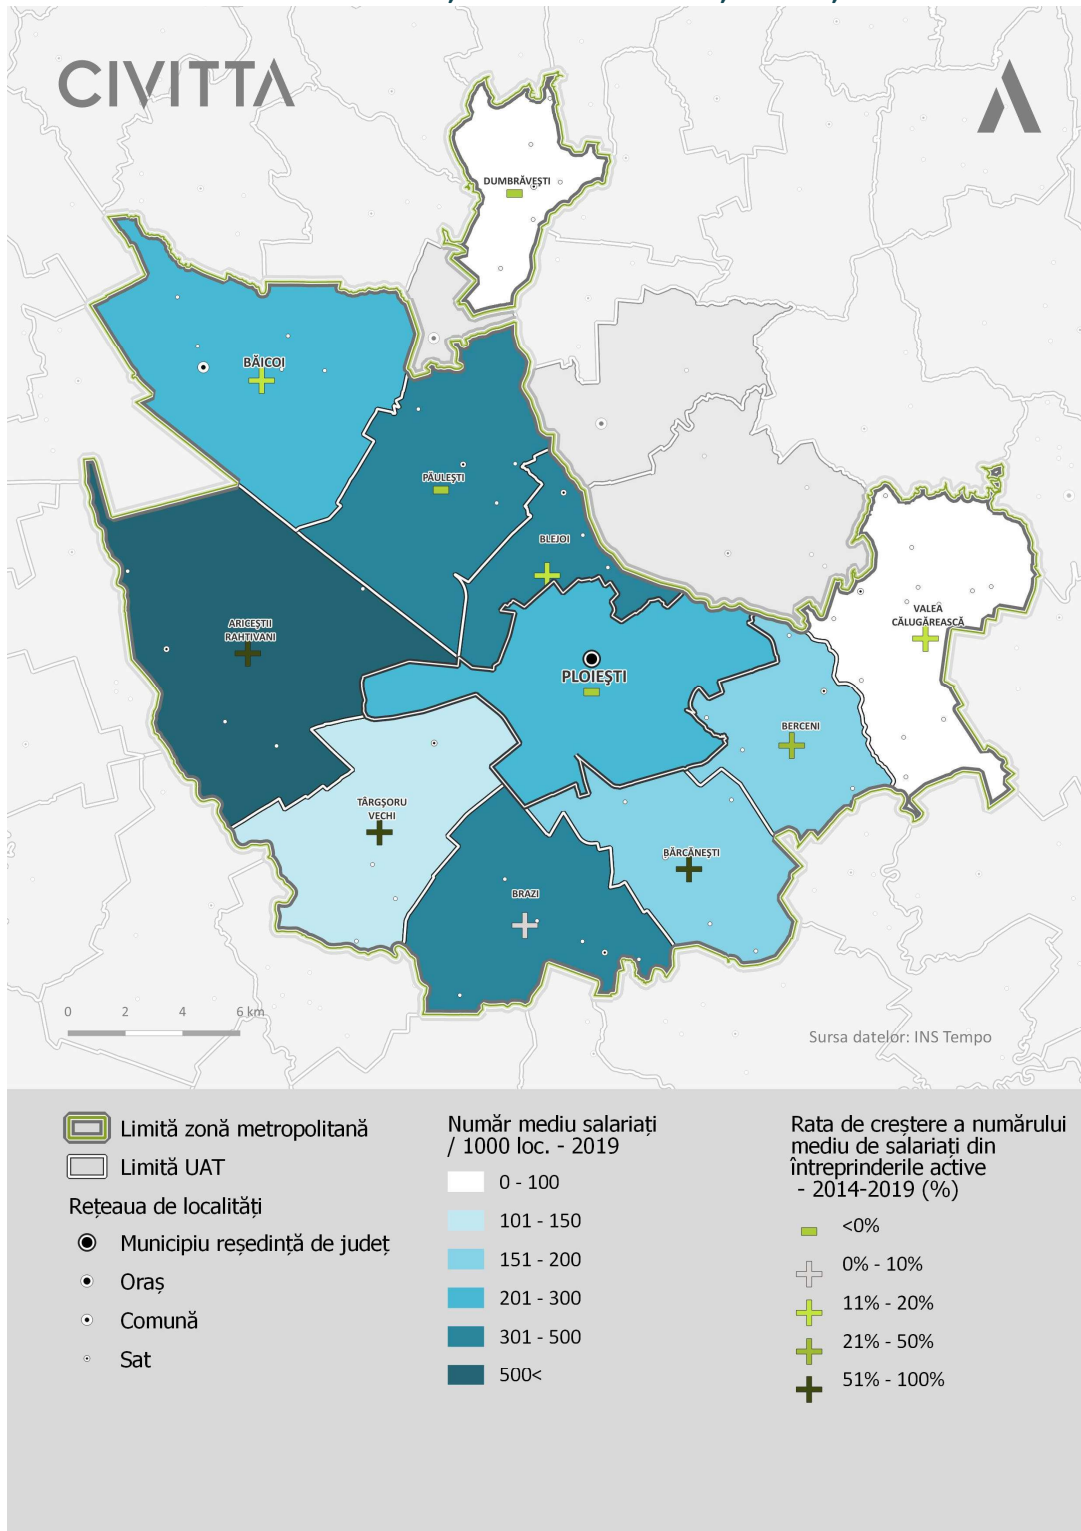 CIVITTA
DUMBRĂVEȘTI
BĂICOI
PĂULEȘTI
BLEJOI
ARICEȘTII
RAHTIVANI
VALEA
CĂLUGĂREASCĂ
PLOIEȘTI
BERCENI
TÂRGȘORU
VECHI
BĂRCĂNEȘTI
BRAZI
0 2 4 6 km
Sursa datelor: INS Tempo
Limită zonă metropolitană
Limită UAT
Rețeaua de localități
Municipiu reședință de județ
Oraș
Comună
Sat
Număr mediu salariați
/ 1000 loc. - 2019
0 - 100
101 - 150
151 - 200
201 - 300
301 - 500
500<
Rata de creștere a numărului
mediu de salariați din
întreprinderile active
- 2014-2019 (%)
<0%
0% - 10%
11% - 20%
21% - 50%
51% - 100%